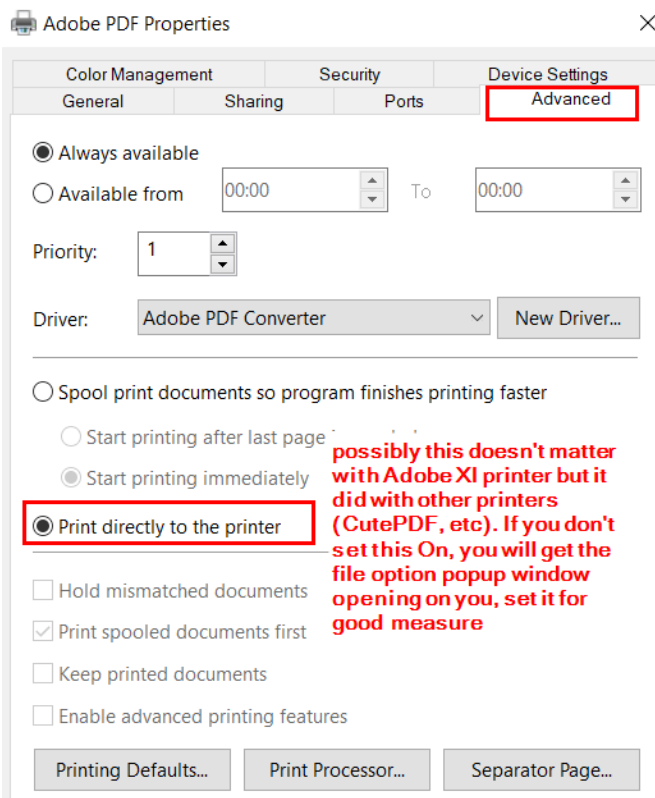 Adobe PDF Properties
Color Management Security Device Settings
General Sharing Ports Advanced
Always available
Available from 00:00 To 00:00
Priority: 1
Driver: Adobe PDF Converter New Driver...
Spool print documents so program finishes printing faster
Start printing after last page
Start printing immediately
Print directly to the printer
possibly this doesn't matter
with Adobe XI printer but it
did with other printers
(CutePDF, etc). If you don't
set this On, you will get the
file option popup window
opening on you, set it for
good measure
Hold mismatched documents
Print spooled documents first
Keep printed documents
Enable advanced printing features
Printing Defaults... Print Processor... Separator Page...